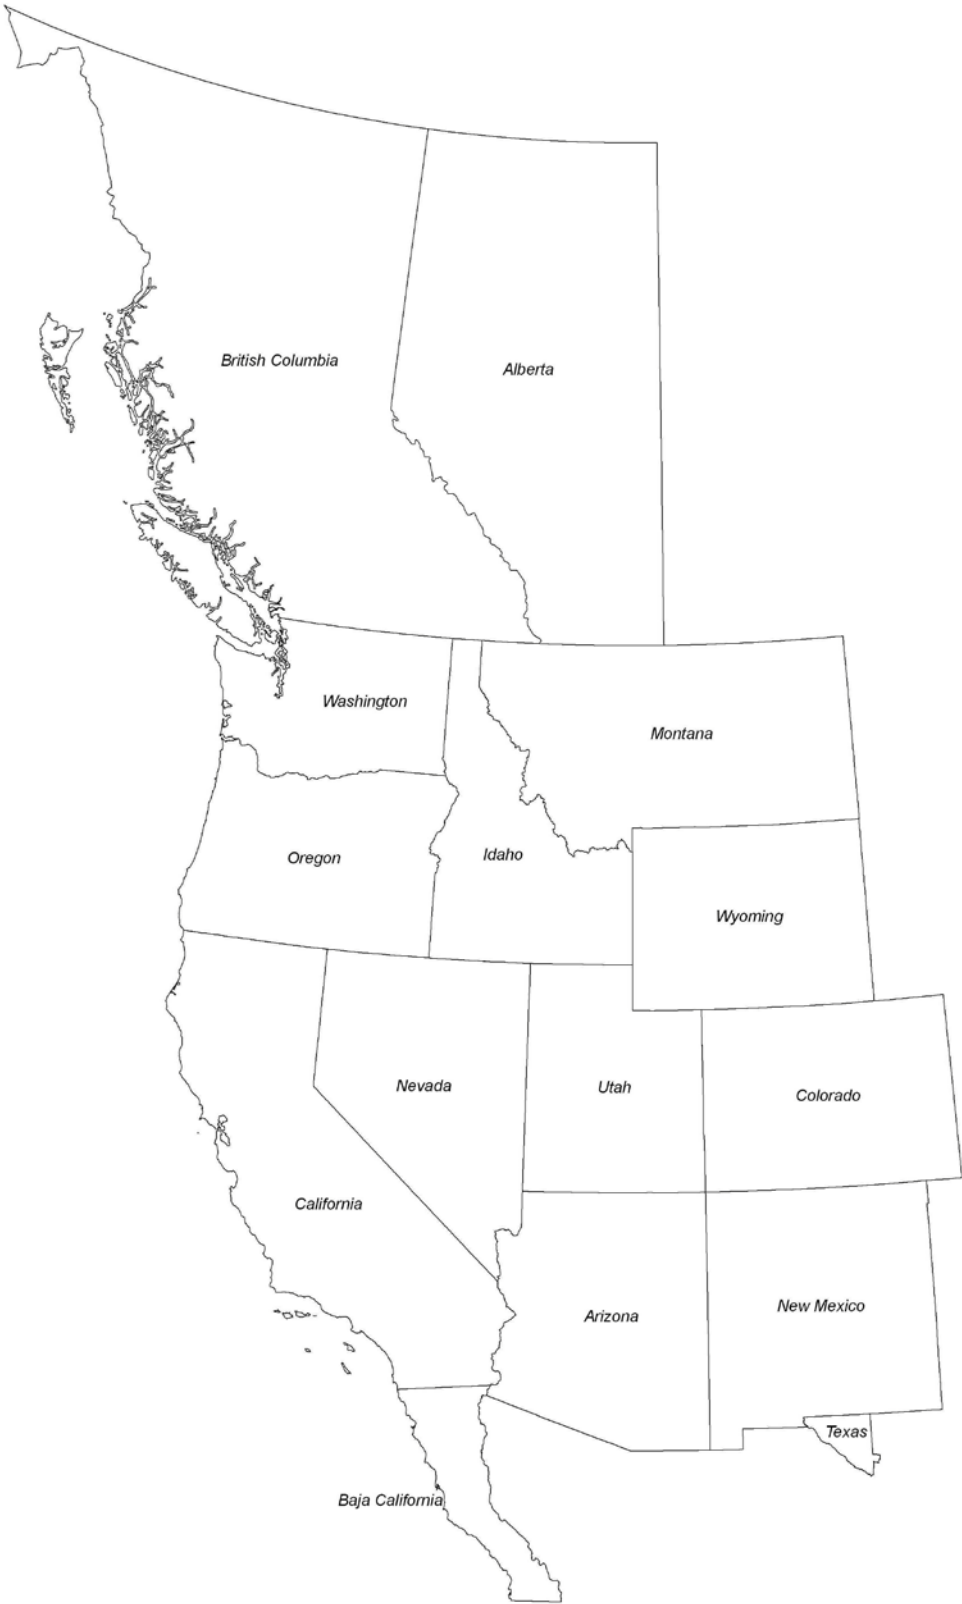 British Columbia
Alberta
Washington
Montana
Oregon
Idaho
Wyoming
Nevada
Utah
Colorado
California
New Mexico
Arizona
Texas
Baja California